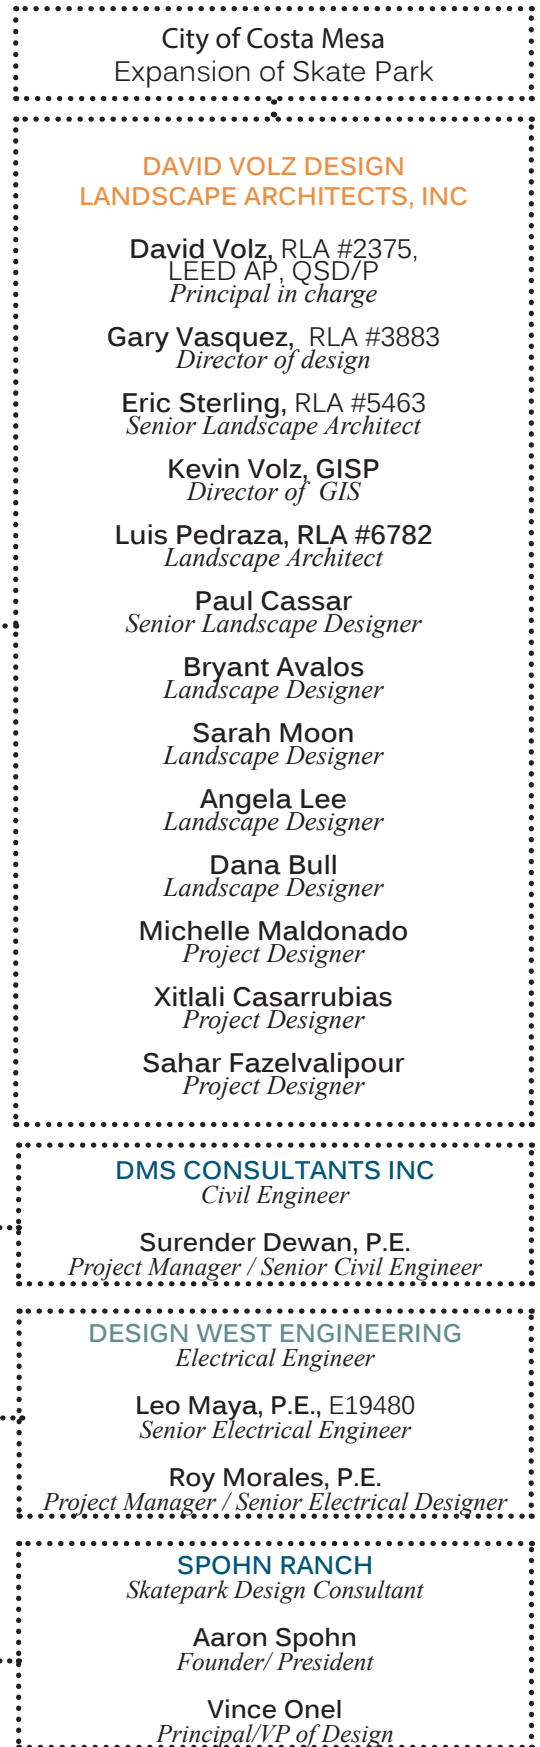 City of Costa Mesa
Expansion of Skate Park
DAVID VOLZ DESIGN
LANDSCAPE ARCHITECTS, INC
David Volz, RLA #2375,
LEED AP, QSD/P
Principal in charge
Gary Vasquez, RLA #3883
Director of design
Eric Sterling, RLA #5463
Senior Landscape Architect
Kevin Volz, GISP
Director of GIS
Luis Pedraza, RLA #6782
Landscape Architect
Paul Cassar
Senior Landscape Designer
Bryant Avalos
Landscape Designer
Sarah Moon
Landscape Designer
Angela Lee
Landscape Designer
Dana Bull
Landscape Designer
Michelle Maldonado
Project Designer
Xitlali Casarrubias
Project Designer
Sahar Fazelvalipour
Project Designer
DMS CONSULTANTS INC
Civil Engineer
Surender Dewan, P.E.
Project Manager / Senior Civil Engineer
DESIGN WEST ENGINEERING
Electrical Engineer
Leo Maya, P.E., E19480
Senior Electrical Engineer
Roy Morales, P.E.
Project Manager / Senior Electrical Designer
SPOHN RANCH
Skatepark Design Consultant
Aaron Spohn
Founder/ President
Vince Onel
Principal/VP of Design